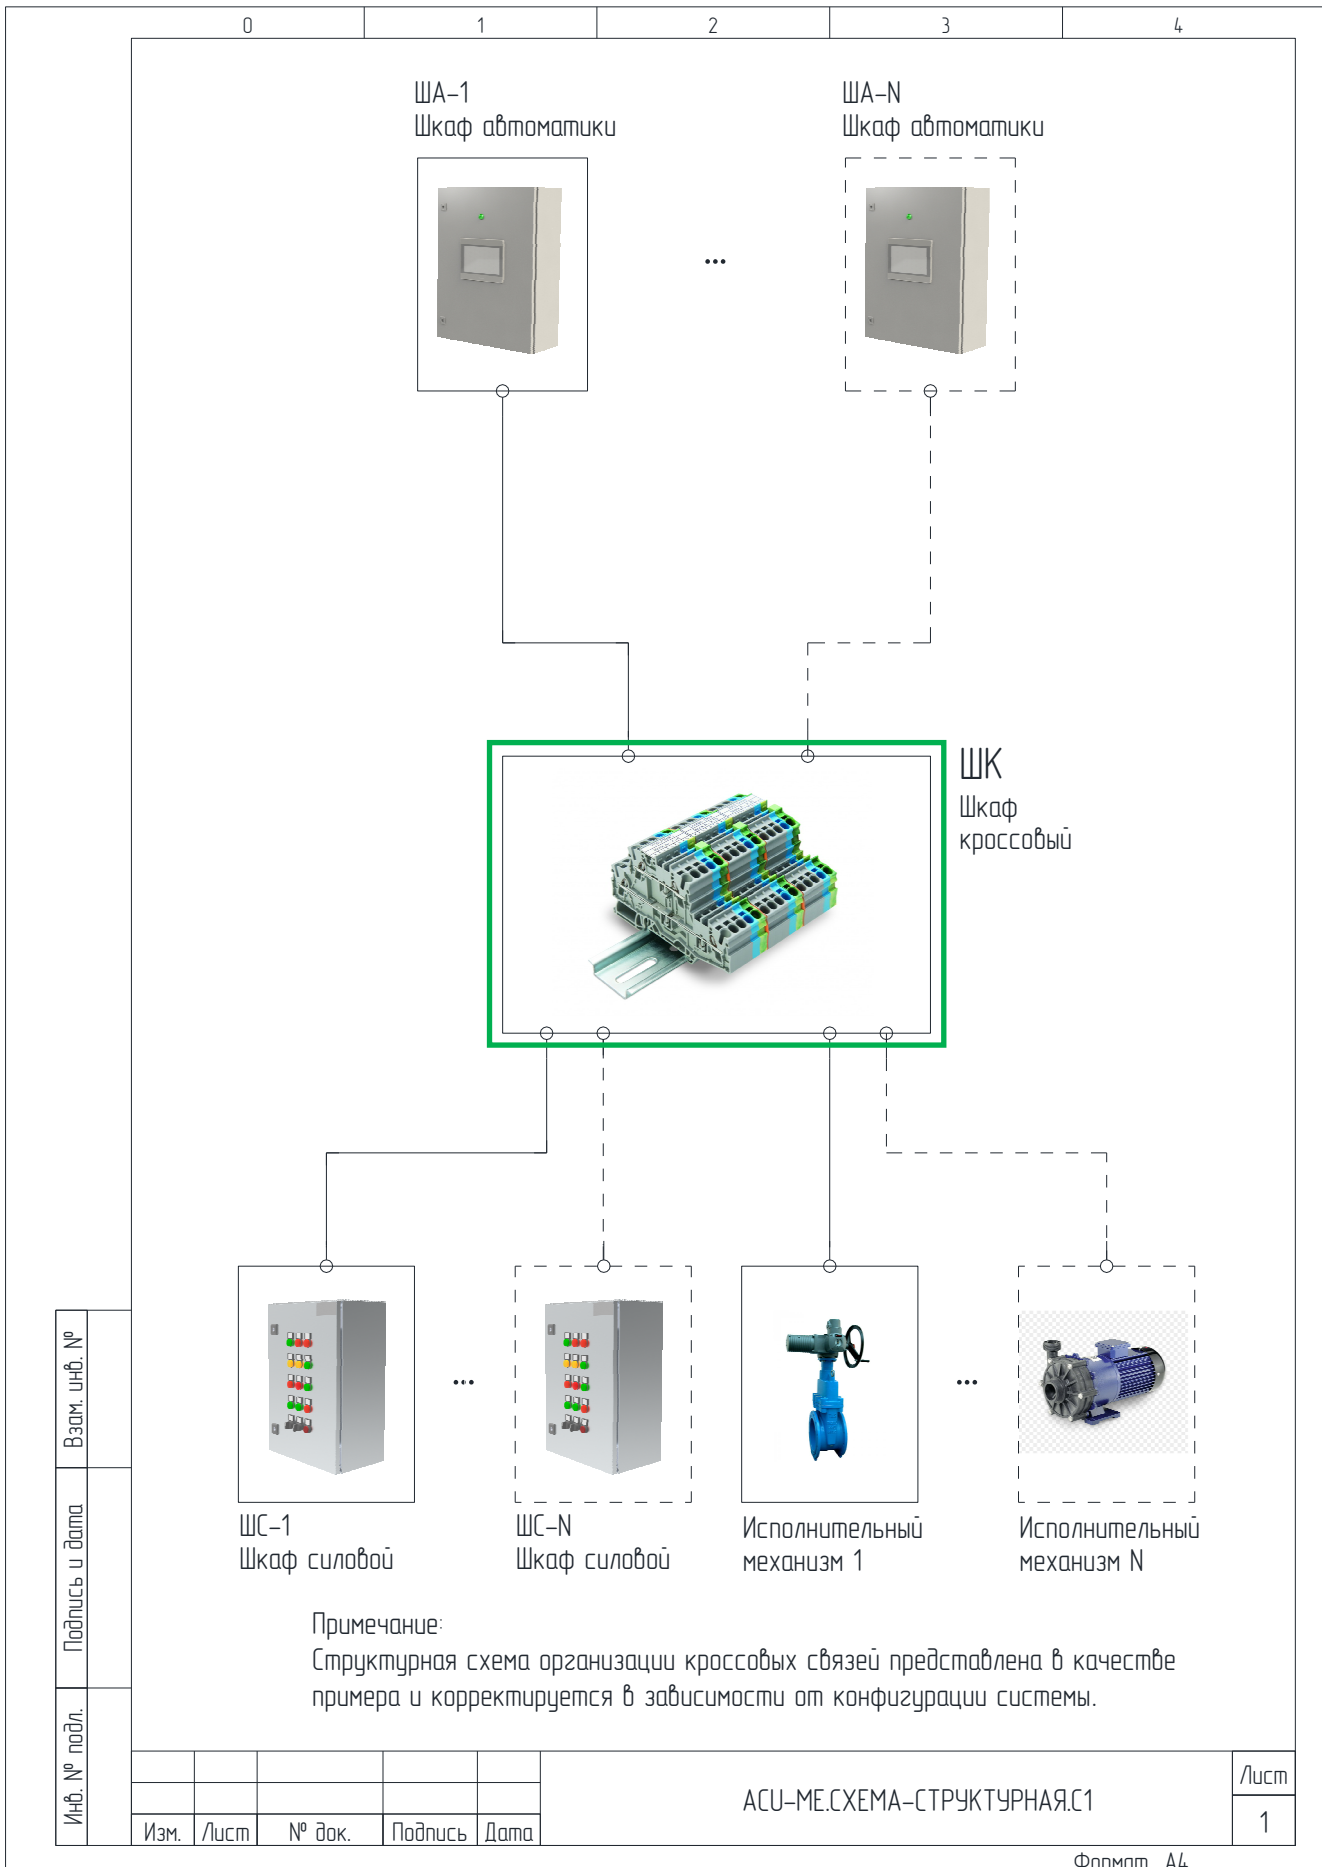 0 1 2 3 4
ША-1
Шкаф автоматики
ША-N
Шкаф автоматики
...
ШК
Шкаф
кроссовый
...
...
ШС-1
Шкаф силовой
ШС-N
Шкаф силовой
Исполнительный
механизм 1
Исполнительный
механизм N
Примечание:
Структурная схема организации кроссовых связей представлена в качестве
примера и корректируется в зависимости от конфигурации системы.
Взам. инв. №
Подпись и дата
Инв. № подл.
Изм. Лист № док. Подпись Дата
ACU-ME.СХЕМА-СТРУКТУРНАЯ.С1
Лист
1
Формат А4